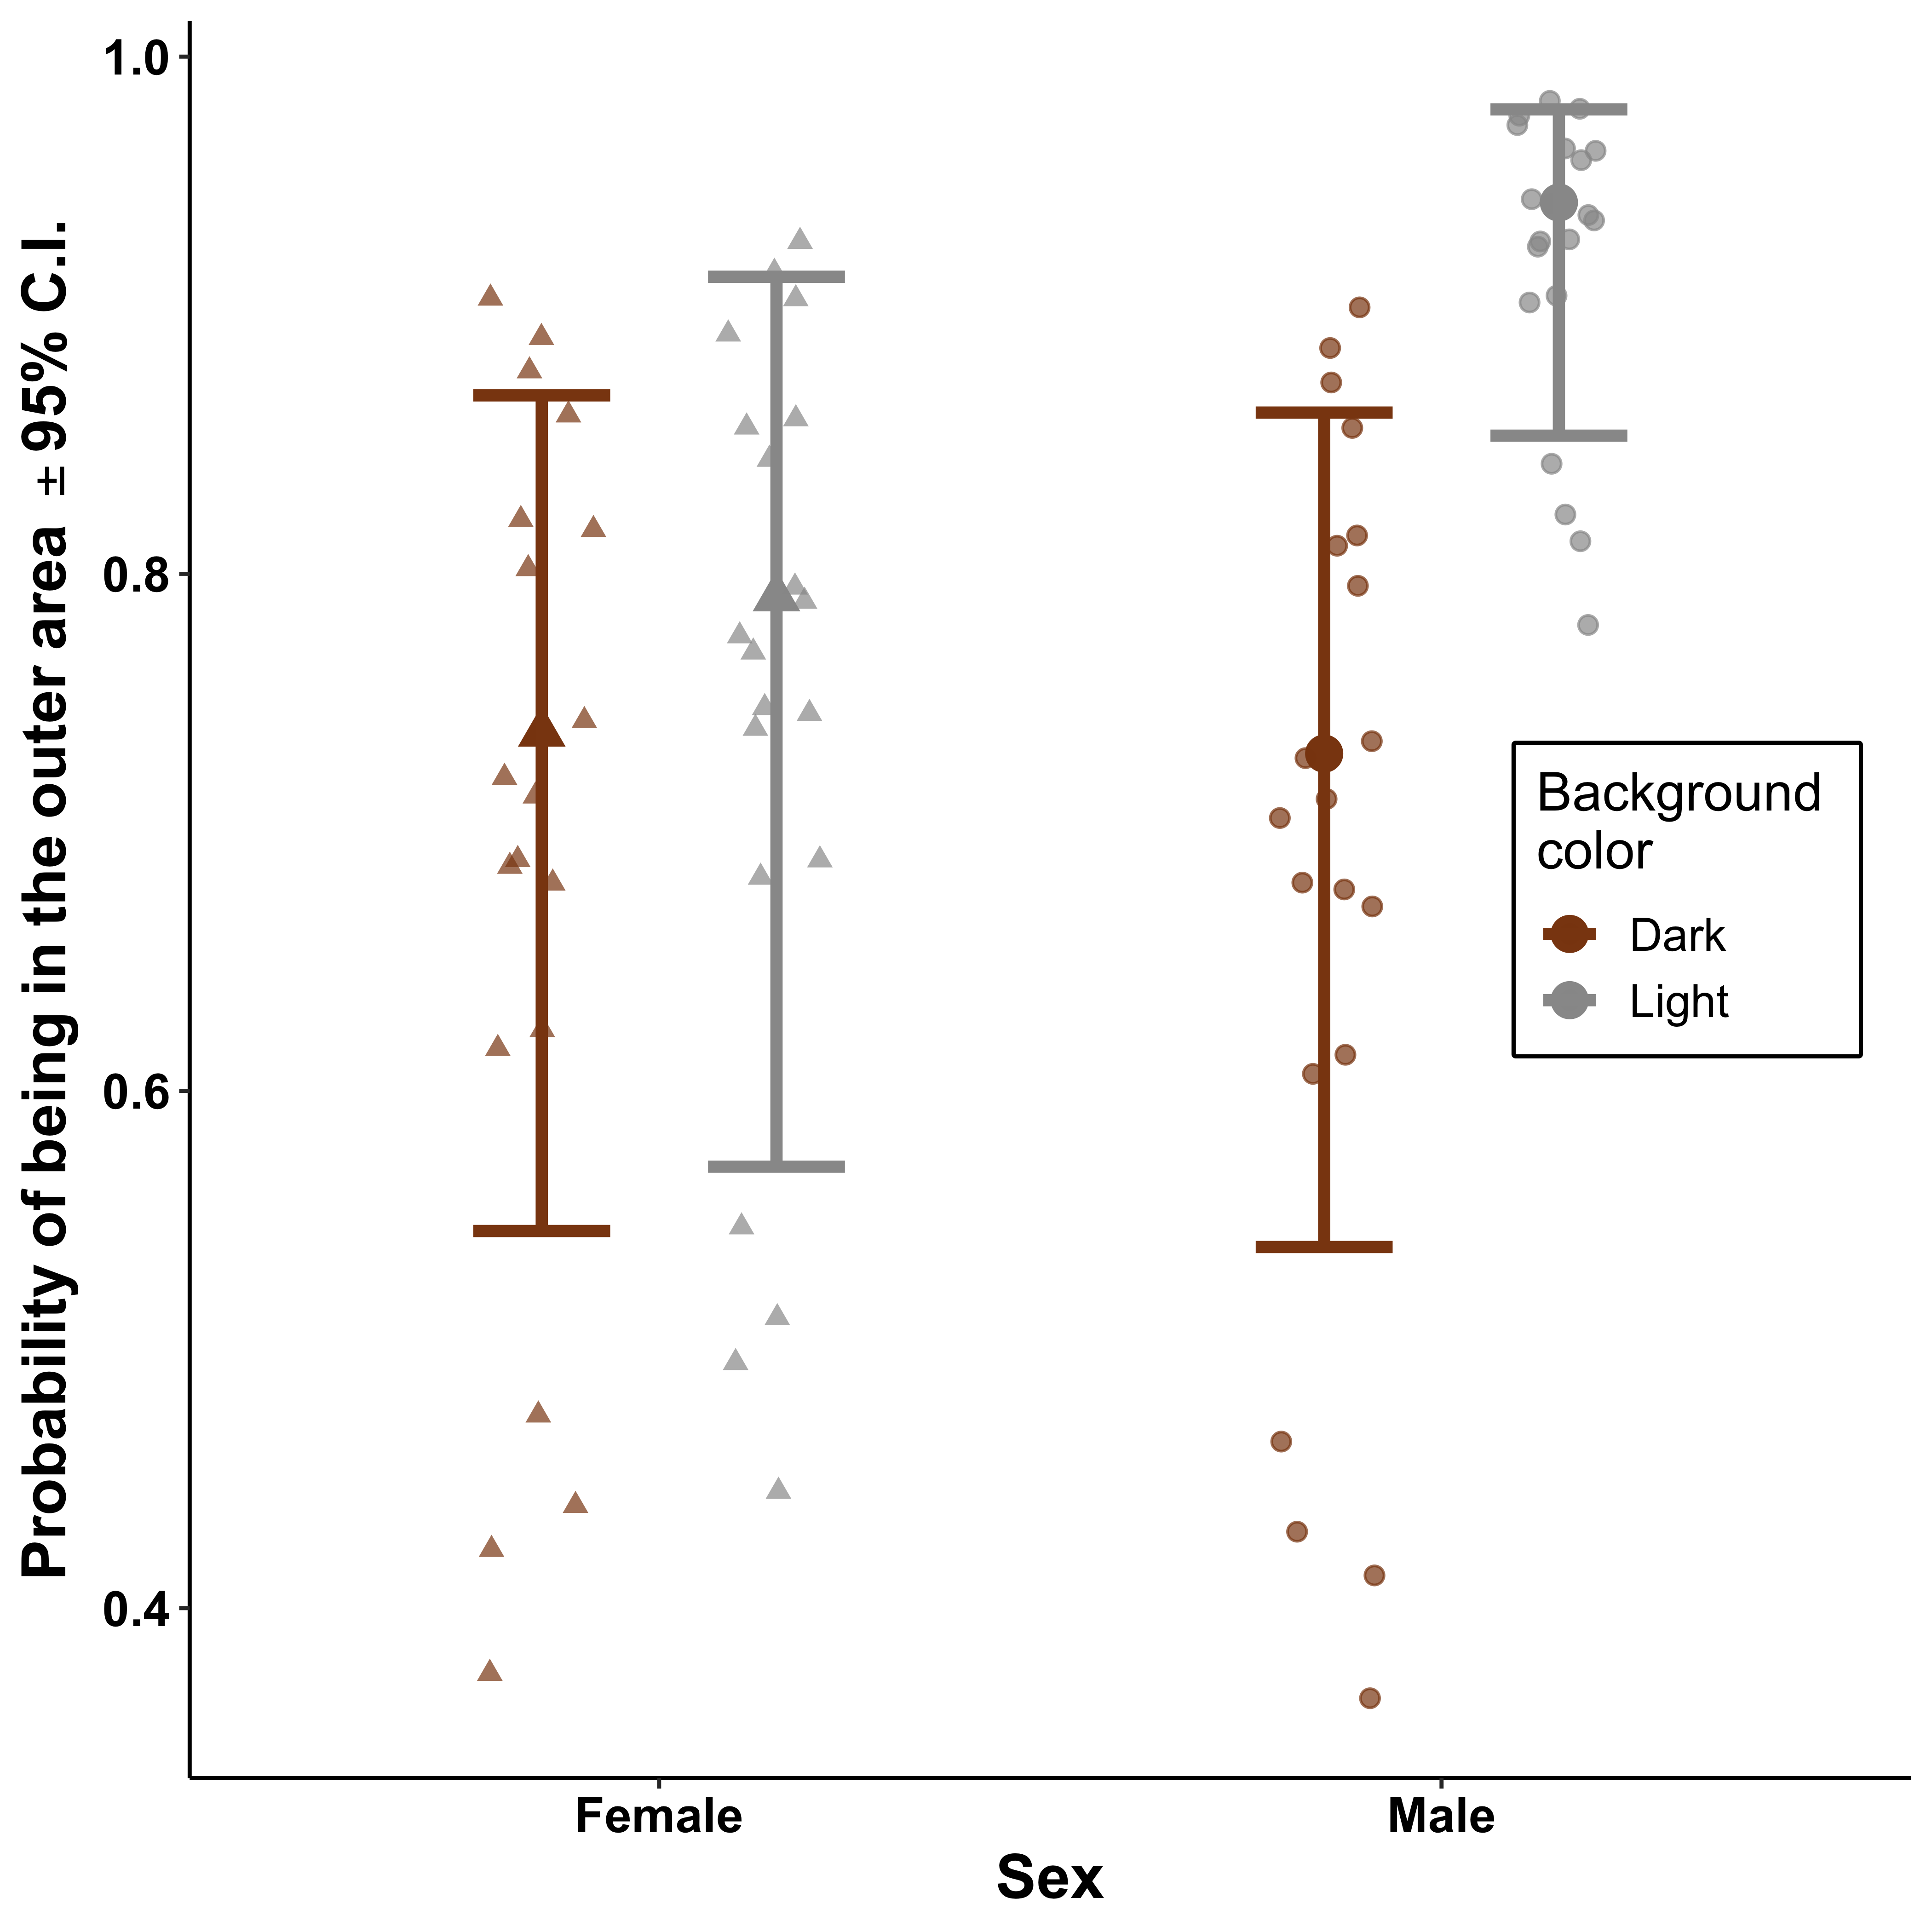 Probability of being in the outer area ± 95% C.I.
1.0
0.8
0.6
0.4
Background
color
Dark
Light
Female
Male
Sex